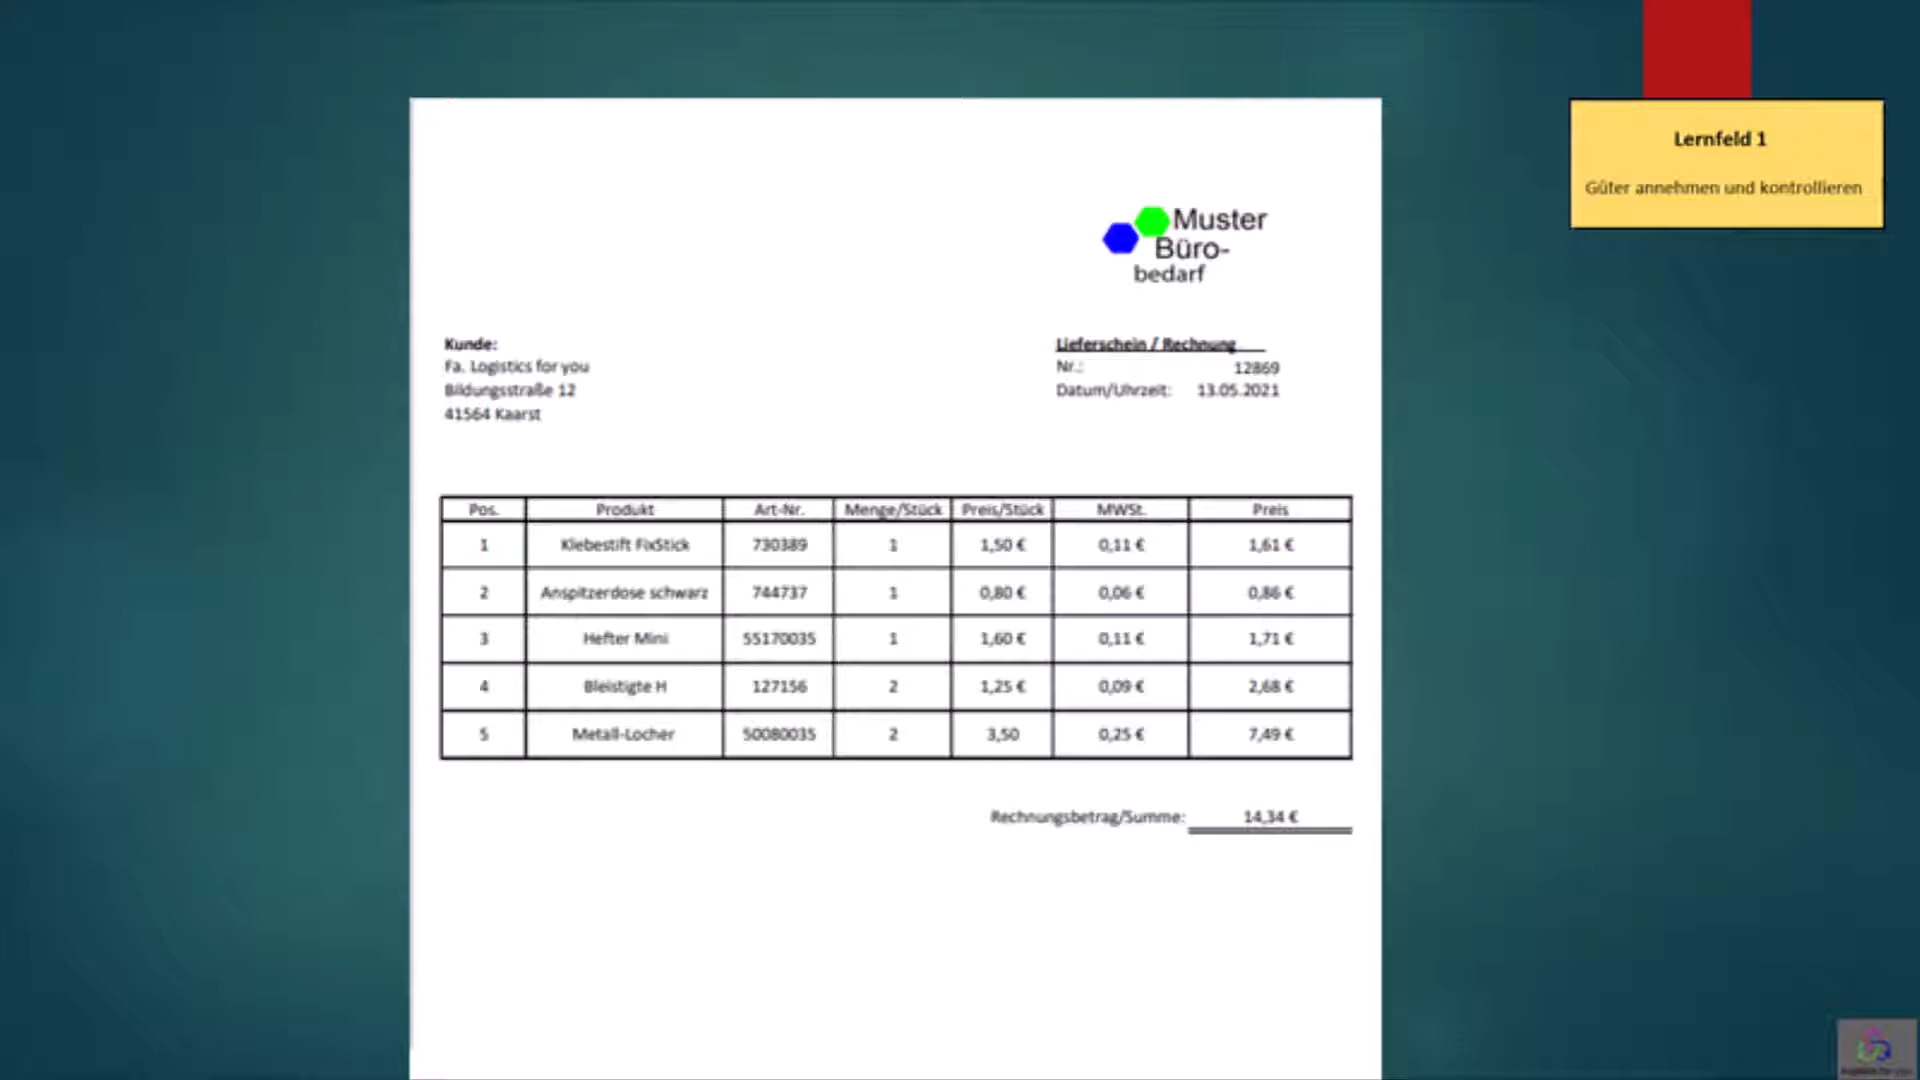 Lernfeld 1
Güter annehmen und kontrollieren
Muster
Büro-
bedarf
Kunde:
Fa. Logistics for you
Bildungsstraße 12
41564 Kaarst
Lieferschein / Rechnung
Nr.: 12869
Datum/Uhrzeit: 13.05.2021
Pos. Produkt Art-Nr. Menge/Stück Preis/Stück MWSt. Preis
1 Klebestift FixStick 730389 1 1,50 € 0,11 € 1,61 €
2 Anspitzerdose schwarz 744737 1 0,80 € 0,06 € 0,86 €
3 Hefter Mini 55170035 1 1,60 € 0,11 € 1,71 €
4 Bleistigte H 127156 2 1,25 € 0,09 € 2,68 €
5 Metall-Locher 50080035 2 3,50 0,25 € 7,49 €
Rechnungsbetrag/Summe: 14,34 €